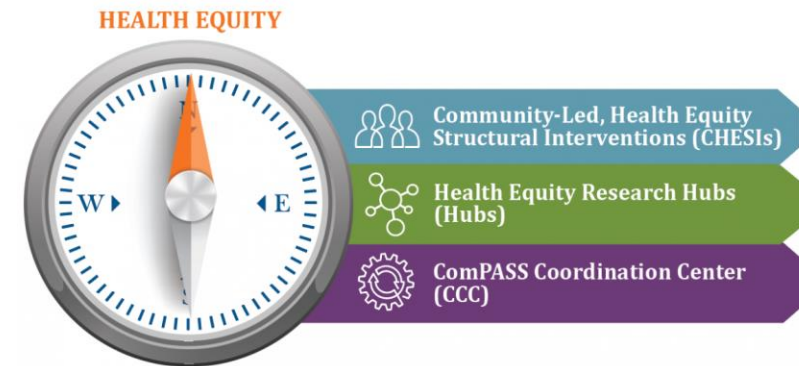 HEALTH EQUITY
N
W
E
S
Community-Led, Health Equity
Structural Interventions (CHESIs)
Health Equity Research Hubs
(Hubs)
ComPASS Coordination Center
(CCC)